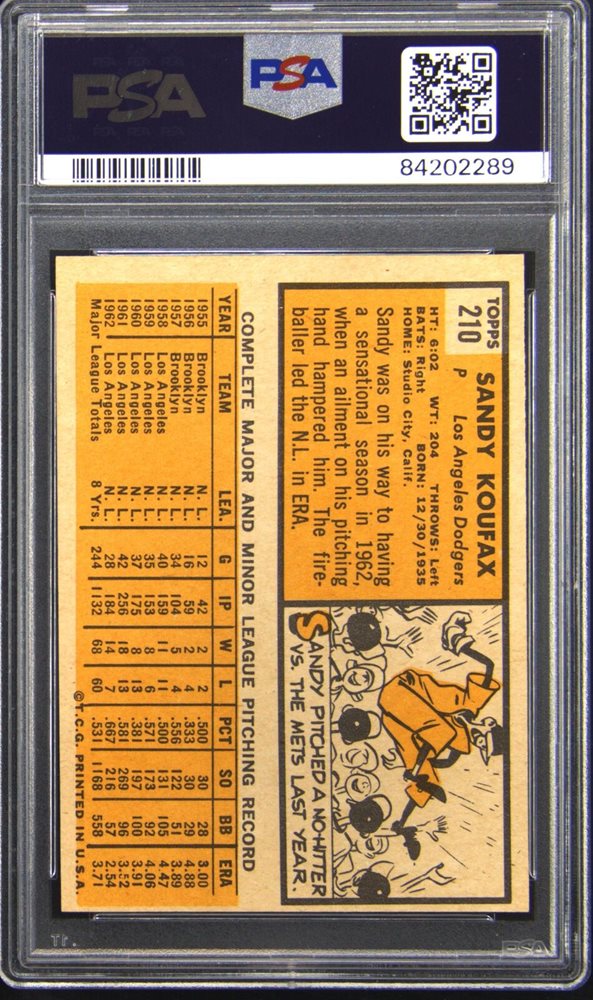 PSA
PSA
84202289
TOPPS
210
SANDY KOUFAX
P Los Angeles Dodgers
HT: 6:02 WT: 204 THROWS: Left
BATS: Right BORN: 12/30/1935
HOME: Studio City, Calif.
Sandy was on his way to having
a sensational season in 1962,
when an ailment on his pitching
hand hampered him. The fire-
baller led the N.L. in ERA.
SANDY PITCHED A NO-HITTER
VS. THE METS LAST YEAR.
COMPLETE MAJOR AND MINOR LEAGUE PITCHING RECORD
YEAR TEAM LEA. G IP W L PCT SO BB ERA
1955 Brooklyn N. L. 12 42 2 2 .500 30 28 3.00
1956 Brooklyn N. L. 16 59 2 4 .333 30 29 4.88
1957 Brooklyn N. L. 34 104 5 4 .556 122 51 3.89
1958 Los Angeles N. L. 40 159 11 11 .500 131 105 4.47
1959 Los Angeles N. L. 35 153 8 6 .571 173 92 4.06
1960 Los Angeles N. L. 37 175 8 13 .381 197 100 3.91
1961 Los Angeles N. L. 42 256 18 13 .581 269 96 3.52
1962 Los Angeles N. L. 28 184 14 7 .667 216 57 2.54
Major League Totals 8 Yrs. 244 1132 68 60 .531 1168 558 3.71
©T.C.G. PRINTED IN U.S.A.
PSA